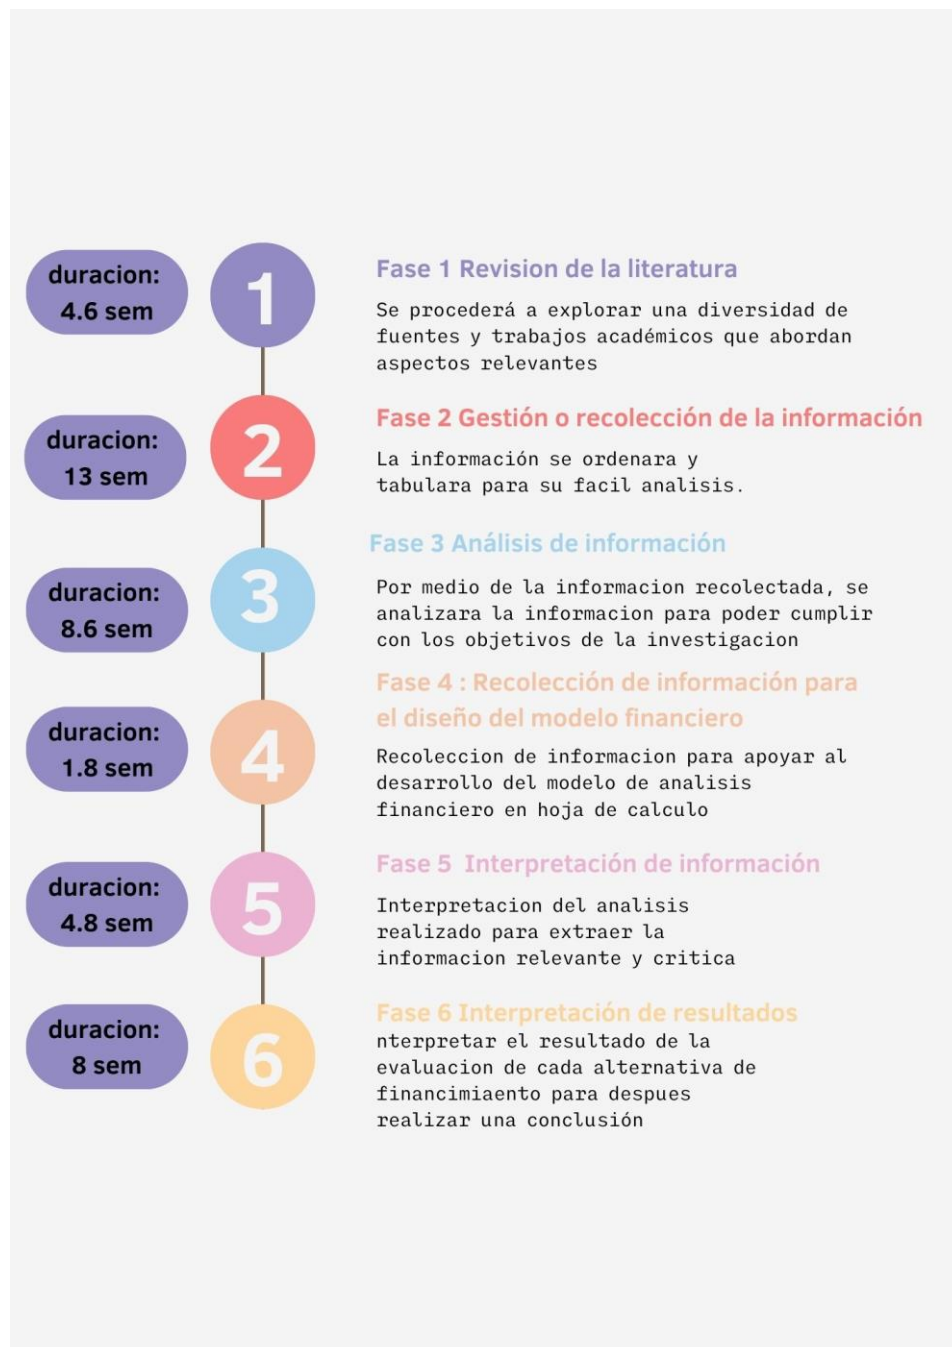 duracion:
4.6 sem
1
Fase 1 Revision de la literatura
Se procederá a explorar una diversidad de
fuentes y trabajos académicos que abordan
aspectos relevantes
duracion:
13 sem
2
Fase 2 Gestión o recolección de la información
La información se ordenara y
tabulara para su facil analisis.
duracion:
8.6 sem
3
Fase 3 Análisis de información
Por medio de la informacion recolectada, se
analizara la informacion para poder cumplir
con los objetivos de la investigacion
duracion:
1.8 sem
4
Fase 4 : Recolección de información para
el diseño del modelo financiero
Recoleccion de informacion para apoyar al
desarrollo del modelo de analisis
financiero en hoja de calculo
duracion:
4.8 sem
5
Fase 5 Interpretación de información
Interpretacion del analisis
realizado para extraer la
informacion relevante y critica
duracion:
8 sem
6
Fase 6 Interpretación de resultados
nterpretar el resultado de la
evaluacion de cada alternativa de
financimiaento para despues
realizar una conclusión